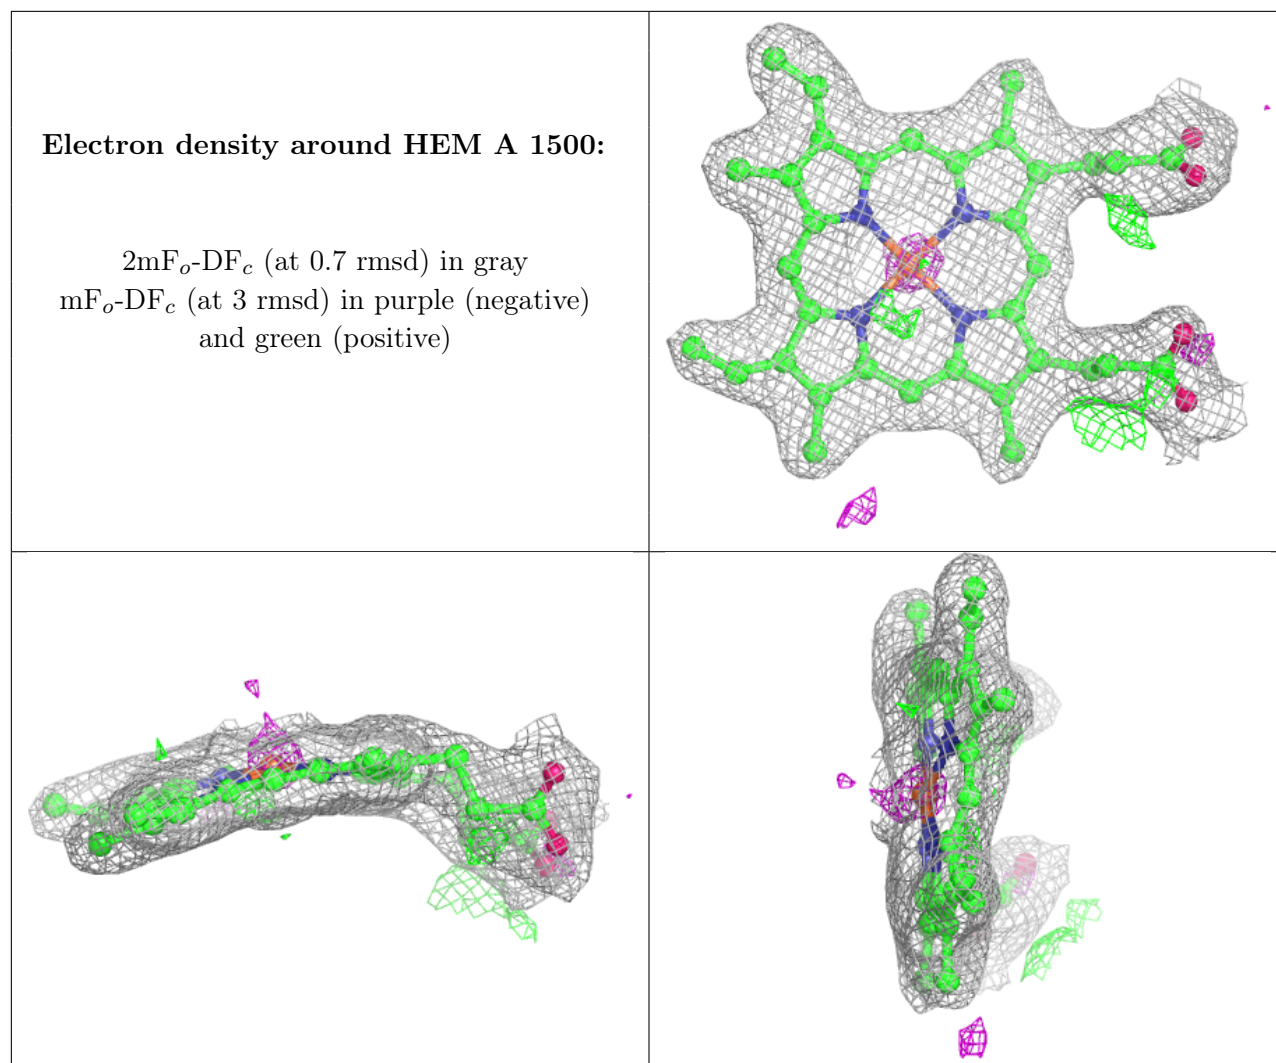 Electron density around HEM A 1500:
2mFo-DFc (at 0.7 rmsd) in gray
mFo-DFc (at 3 rmsd) in purple (negative)
and green (positive)